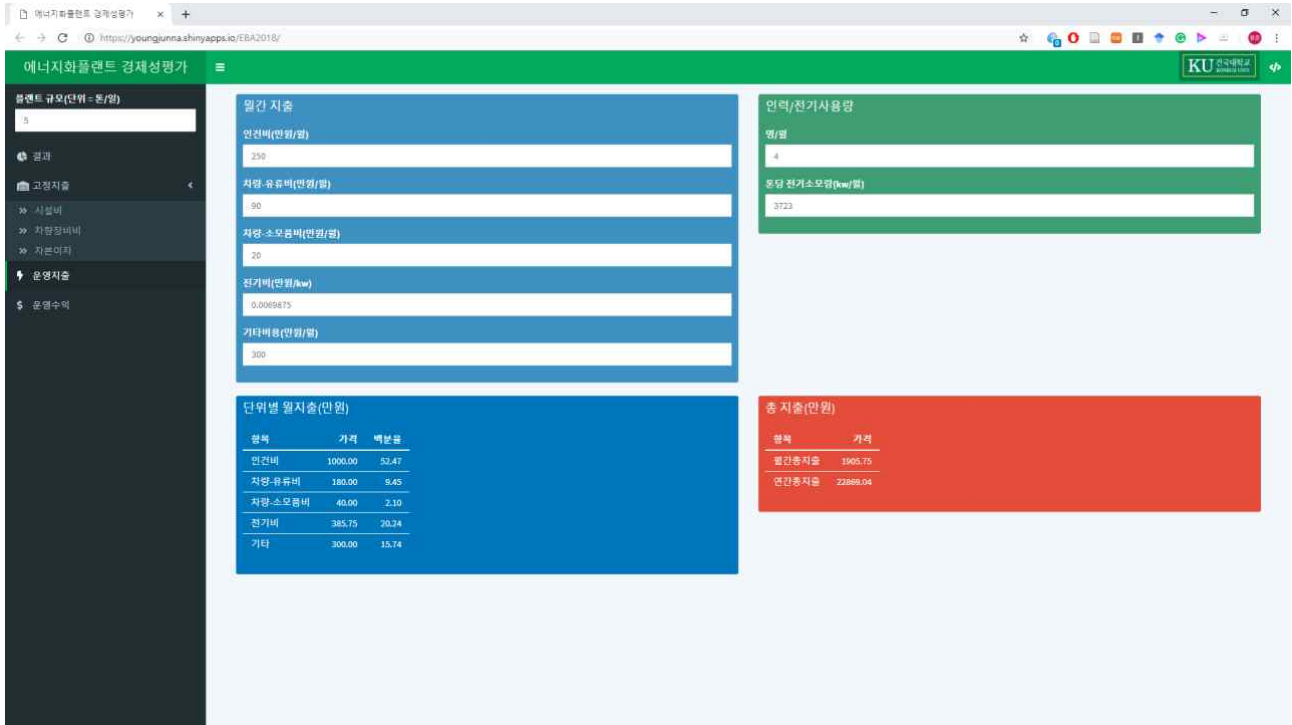 에너지화플랜트 경제성평가
https://youngjunna.shinyapps.io/EBA2018/
에너지화플랜트 경제성평가
KU 건국대학교
플랜트 규모(단위 = 톤/일)
5
결과
고정지출
시설비
차량장비비
자본이자
운영지출
운영수익
월간 지출
인건비(만원/월)
250
차량-유류비(만원/월)
90
차량-소모품비(만원/월)
20
전기비(만원/kw)
0.0069875
기타비용(만원/월)
300
인력/전기사용량
명/월
4
톤당 전기소모량(kw/월)
3723
단위별 월지출(만원)
항목 가격 백분율
인건비 1000.00 52.47
차량-유류비 180.00 9.45
차량-소모품비 40.00 2.10
전기비 385.75 20.24
기타 300.00 15.74
총 지출(만원)
항목 가격
월간총지출 1905.75
연간총지출 22869.04